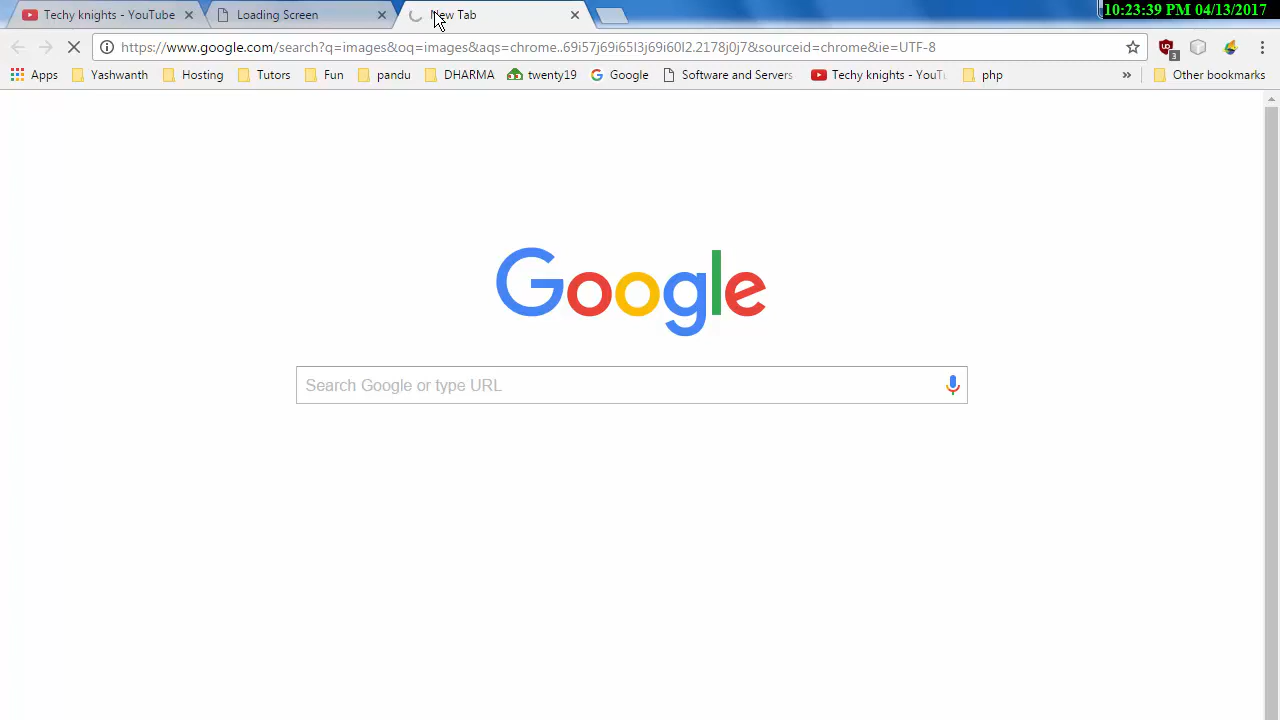 Techy knights - YouTube
Loading Screen
New Tab
10:23:39 PM 04/13/2017
https://www.google.com/search?q=images&oq=images&aqs=chrome..69i57j69i65l3j69i60l2.2178j0j7&sourceid=chrome&ie=UTF-8
3
Apps Yashwanth Hosting Tutors Fun pandu DHARMA twenty19 Google Software and Servers Techy knights - YouTu php » Other bookmarks
Google
Search Google or type URL